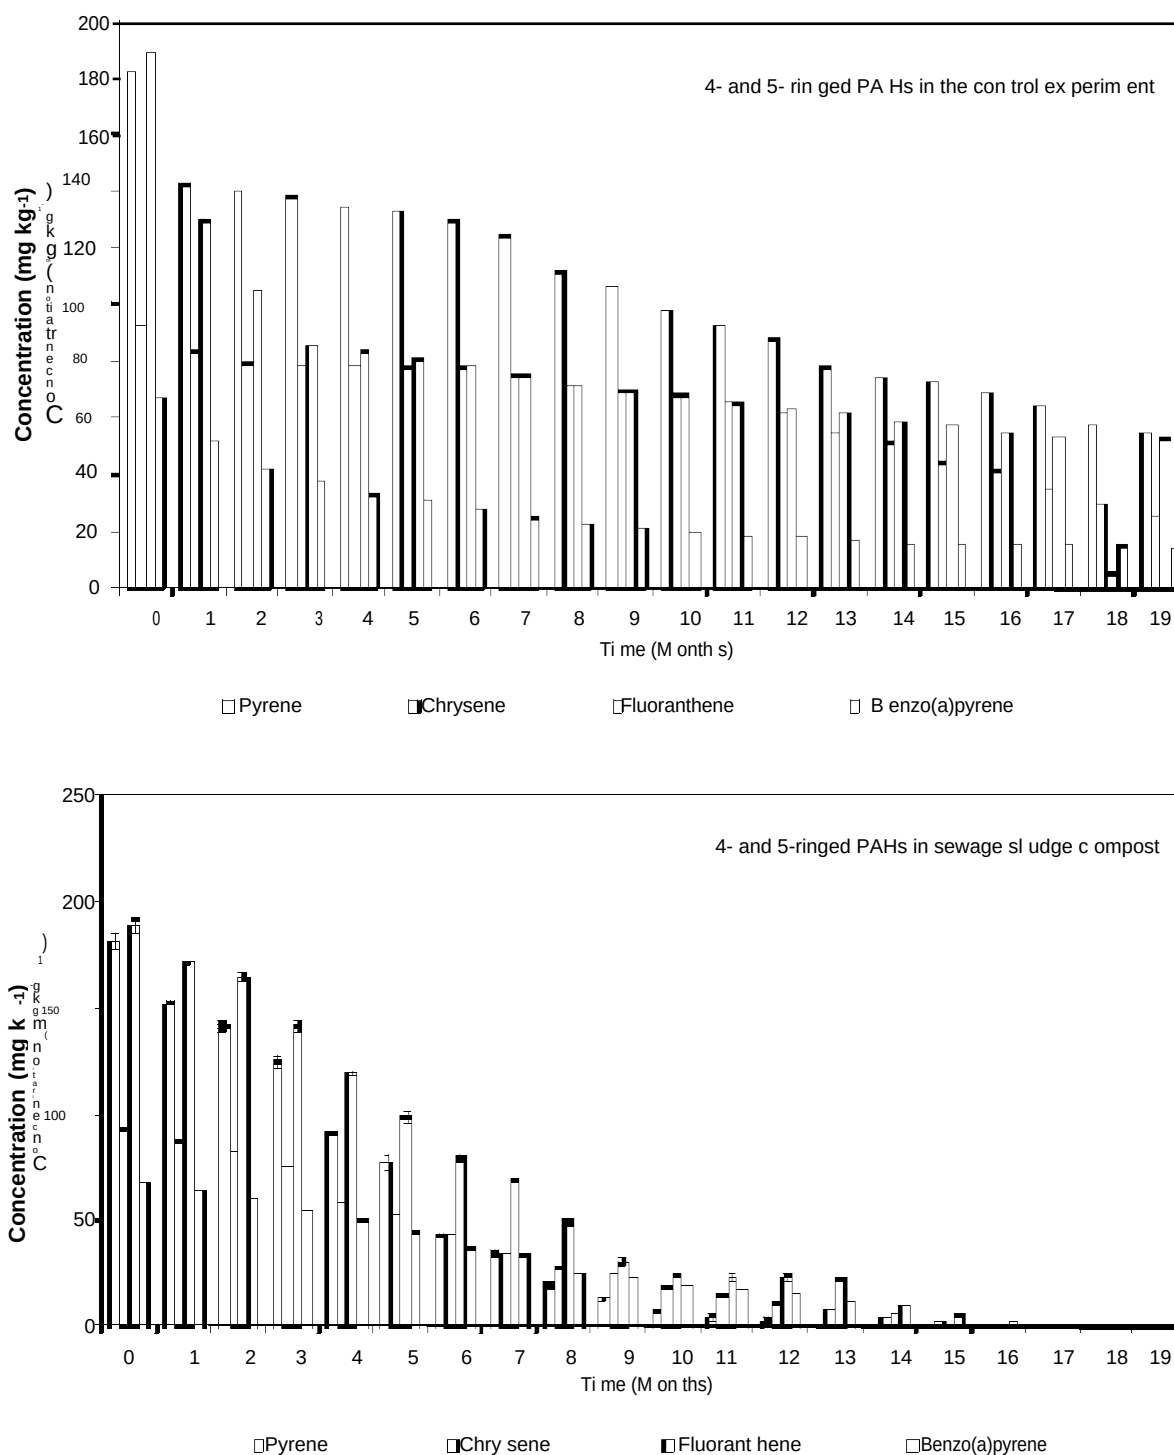 200
4- and 5- rin ged PA Hs in the con trol ex perim ent
180
160
140
120
100
80
60
40
20
0
Concentration (mg kg-1)
0 1 2 3 4 5 6 7 8 9 10 11 12 13 14 15 16 17 18 19
Ti me (M onth s)
Pyrene Chrysene Fluoranthene B enzo(a)pyrene
250
4- and 5-ringed PAHs in sewage sl udge c ompost
200
150
100
50
0
Concentration (mg k -1)
0 1 2 3 4 5 6 7 8 9 10 11 12 13 14 15 16 17 18 19
Ti me (M on ths)
Pyrene Chry sene Fluorant hene Benzo(a)pyrene